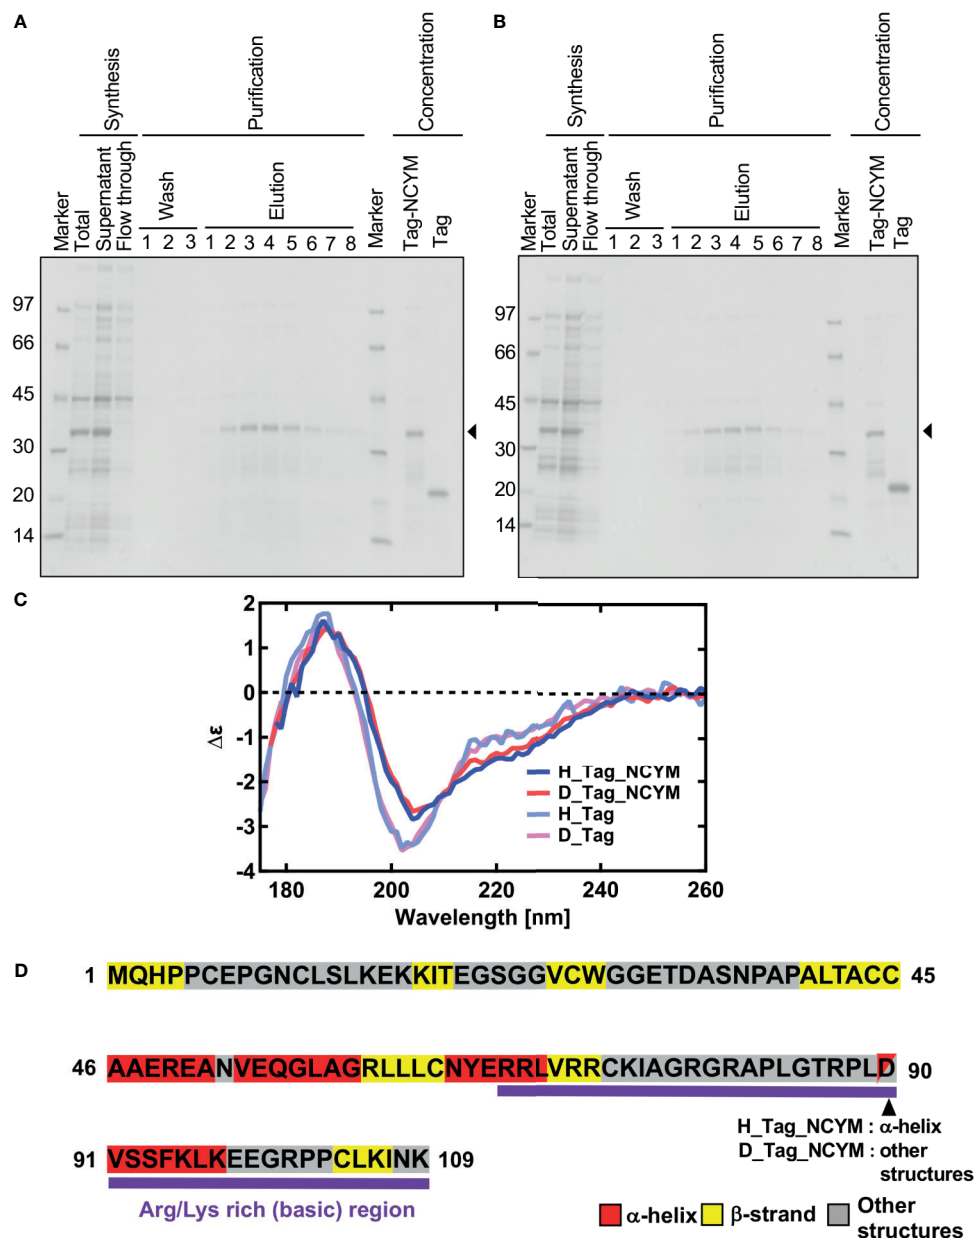 A
Synthesis
Purification
Concentration
Marker
Total
Supernatant
Flow through
Wash
1 2 3
Elution
1 2 3 4 5 6 7 8
Marker
Tag-NCYM
Tag
97
66
45
30
20
14
B
Synthesis
Purification
Concentration
Marker
Total
Supernatant
Flow through
Wash
1 2 3
Elution
1 2 3 4 5 6 7 8
Marker
Tag-NCYM
Tag
97
66
45
30
20
14
C
2
1
0
-1
-2
-3
-4
Δε
H_Tag_NCYM
D_Tag_NCYM
H_Tag
D_Tag
180 200 220 240 260
Wavelength [nm]
D
1 MQHPPCEPGNCLSLKEKKITEGSGGVCWGGETDASNPAPALTACC 45
46 AAEREANVEQGLAGRLLLCNYERRLVRRCKIAGRGRAPLGTRPLD 90
H_Tag_NCYM : α-helix
D_Tag_NCYM : other
structures
91 VSSFKLKEEGRPPCLKINK 109
Arg/Lys rich (basic) region
α-helix β-strand Other
structures